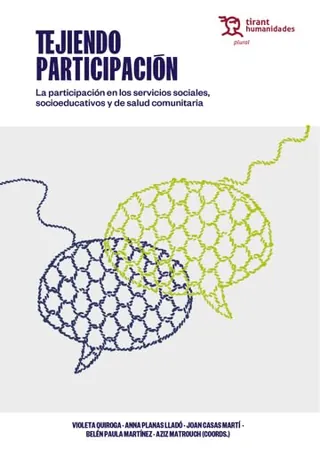 TEJIENDO
PARTICIPACIÓN
tirant
humanidades
plural
La participación en los servicios sociales,
socioeducativos y de salud comunitaria
VIOLETA QUIROGA · ANNA PLANAS LLADÓ · JOAN CASAS MARTÍ ·
BELÉN PAULA MARTÍNEZ · AZIZ MATROUCH (COORDS.)